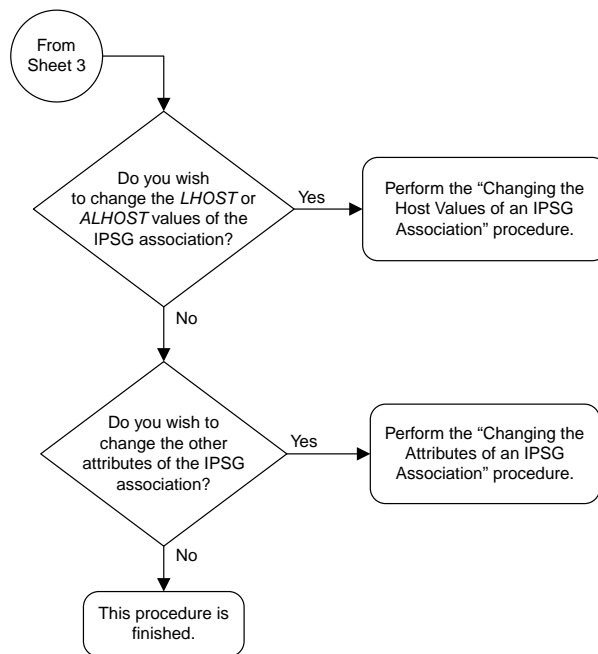 From
Sheet 3
Do you wish
to change the LHOST or
ALHOST values of the
IPSG association?
Yes
Perform the “Changing the
Host Values of an IPSG
Association” procedure.
No
Do you wish to
change the other
attributes of the IPSG
association?
Yes
Perform the “Changing the
Attributes of an IPSG
Association” procedure.
No
This procedure is
finished.